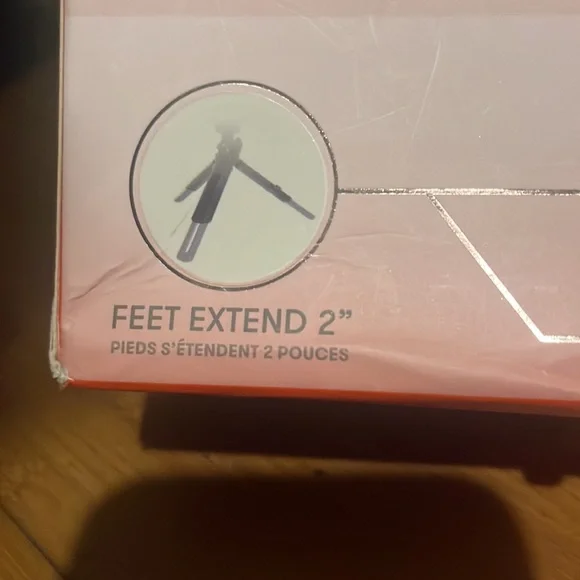 FEET EXTEND 2”
PIEDS S’ÉTENDENT 2 POUCES